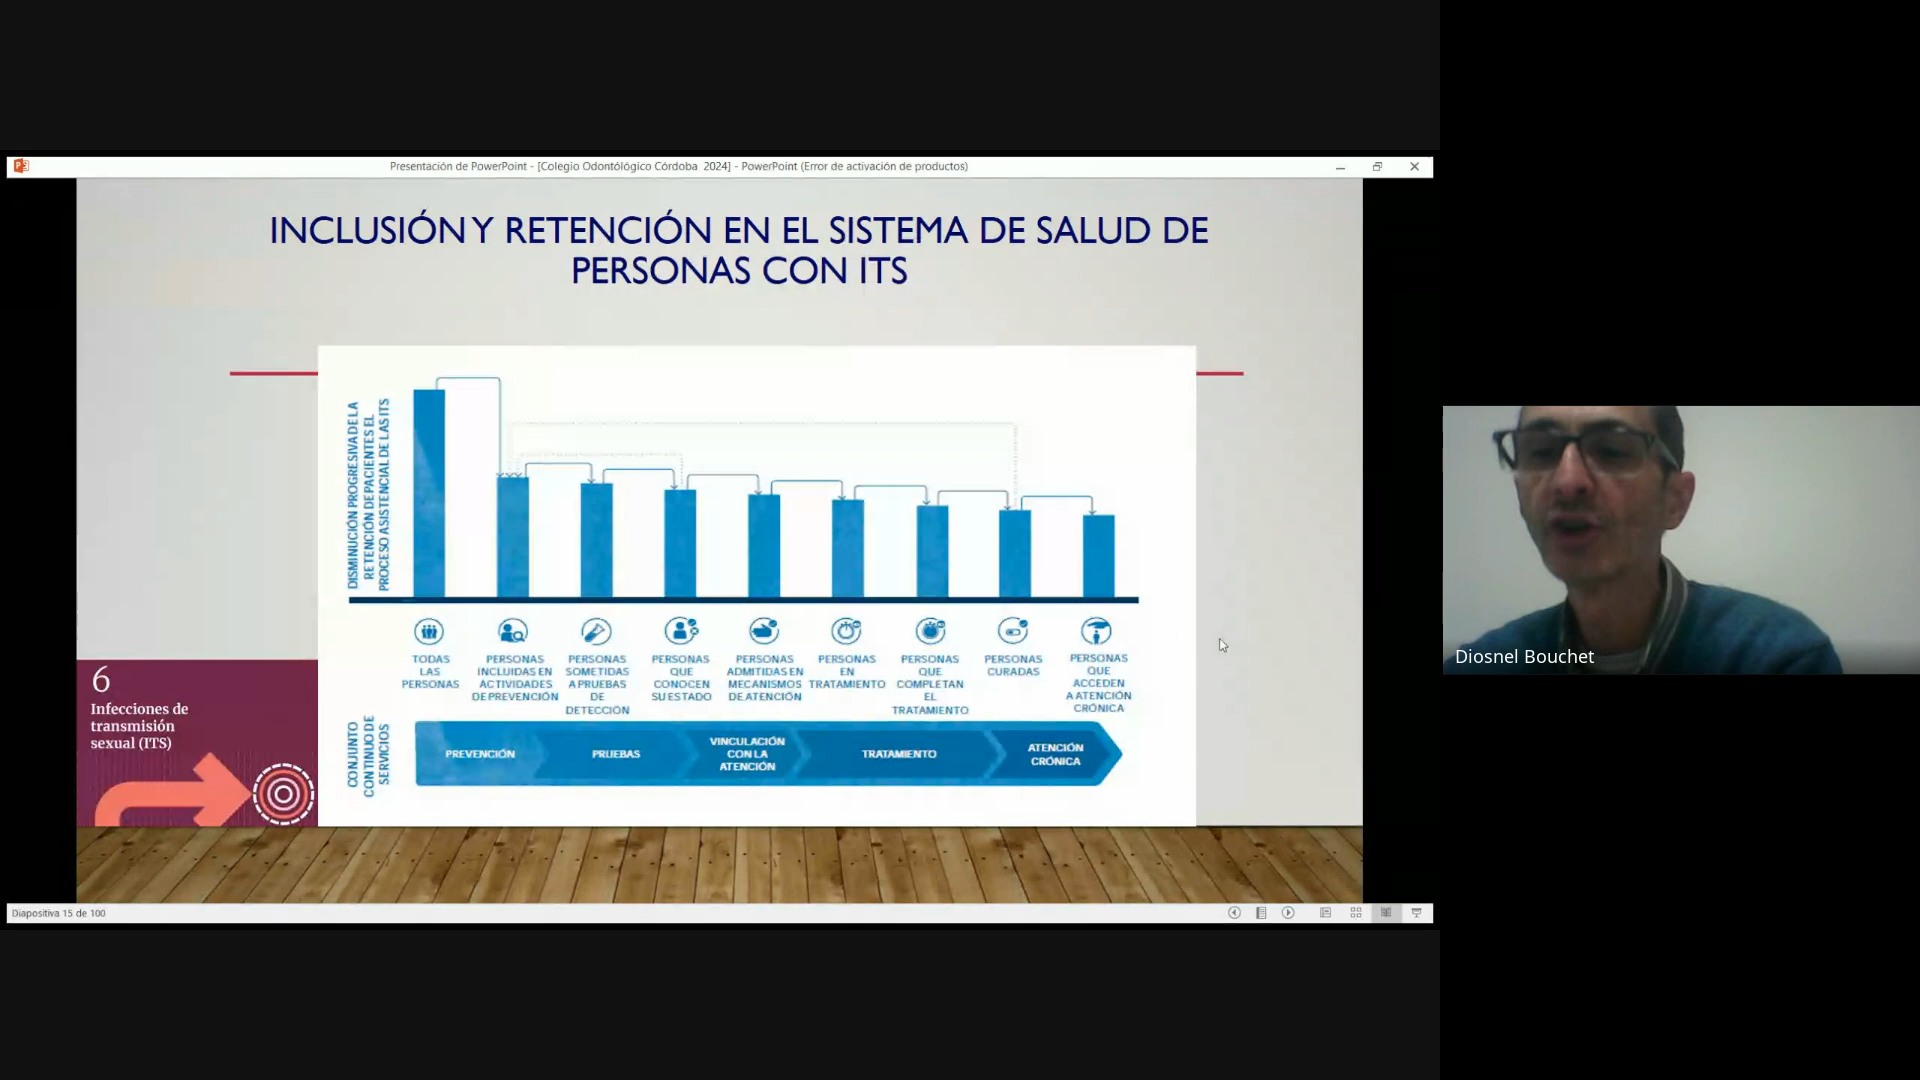 Presentación de PowerPoint - [Colegio Odontólógico Córdoba 2024] - PowerPoint (Error de activación de productos)
INCLUSIÓN Y RETENCIÓN EN EL SISTEMA DE SALUD DE
PERSONAS CON ITS
DISMINUCIÓN PROGRESIVA DE LA
RETENCIÓN DE PACIENTES EL
PROCESO ASISTENCIAL DE LAS ITS
TODAS
LAS
PERSONAS
PERSONAS
INCLUIDAS EN
ACTIVIDADES
DE PREVENCIÓN
PERSONAS
SOMETIDAS
A PRUEBAS
DE
DETECCIÓN
PERSONAS
QUE
CONOCEN
SU ESTADO
PERSONAS
ADMITIDAS EN
MECANISMOS
DE ATENCIÓN
PERSONAS
EN
TRATAMIENTO
PERSONAS
QUE
COMPLETAN
EL
TRATAMIENTO
PERSONAS
CURADAS
PERSONAS
QUE
ACCEDEN
A ATENCIÓN
CRÓNICA
CONJUNTO
CONTINUO DE
SERVICIOS
PREVENCIÓN
PRUEBAS
VINCULACIÓN
CON LA
ATENCIÓN
TRATAMIENTO
ATENCIÓN
CRÓNICA
6
Infecciones de
transmisión
sexual (ITS)
Diapositiva 15 de 100
Diosnel Bouchet